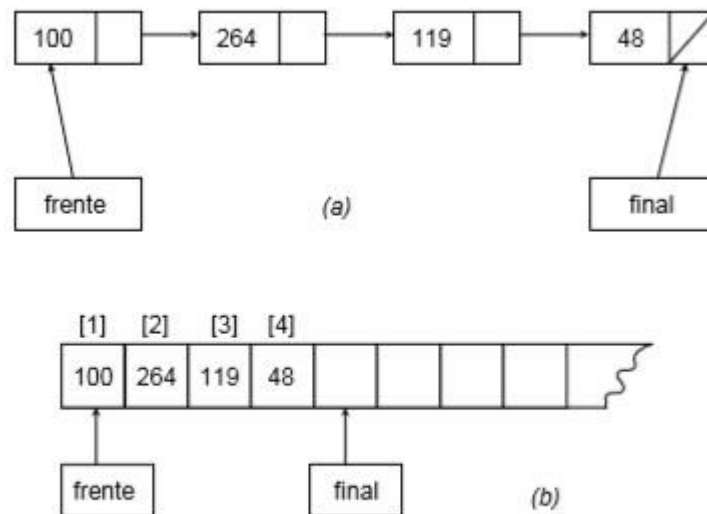 100 264 119 48
frente (a) final
[1] [2] [3] [4]
100 264 119 48
frente final (b)